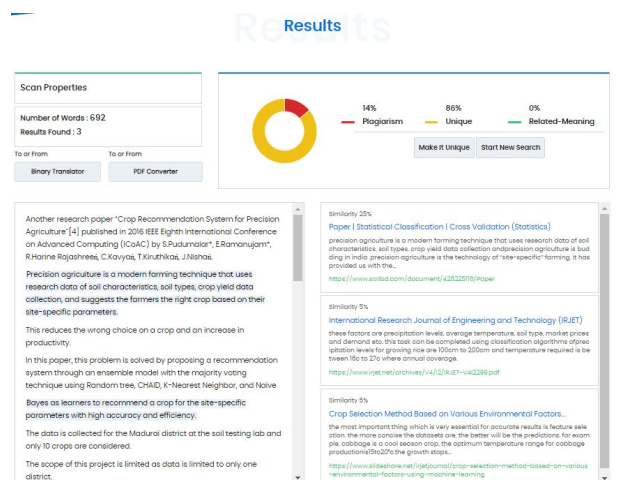 Results
Results
Scan Properties
Number of Words : 692
Results Found : 3
To or From
To or From
Binary Translator
PDF Converter
14%
Plagiarism
86%
Unique
0%
Related-Meaning
Make It Unique
Start New Search
Another research paper "Crop Recommendation System for Precision
Agriculture"[4] published in 2016 IEEE Eighth International Conference
on Advanced Computing (ICoAC) by S.Pudumalar*, E.Ramanujam*,
R.Harine Rajashreeń, C.Kavyań, T.Kiruthikań, J.Nishań.
Precision agriculture is a modern farming technique that uses
research data of soil characteristics, soil types, crop yield data
collection, and suggests the farmers the right crop based on their
site-specific parameters.
This reduces the wrong choice on a crop and an increase in
productivity.
In this paper, this problem is solved by proposing a recommendation
system through an ensemble model with the majority voting
technique using Random tree, CHAID, K-Nearest Neighbor, and Naive
Bayes as learners to recommend a crop for the site-specific
parameters with high accuracy and efficiency.
The data is collected for the Madurai district at the soil testing lab and
only 10 crops are considered.
The scope of this project is limited as data is limited to only one
district.
Similarity 25%
Paper | Statistical Classification | Cross Validation (Statistics)
precision agriculture is a modern farming technique that uses research data of soil
characteristics, soil types, crop yield data collection andprecision agriculture is bud
ding in india .precision agriculture is the technology of "site-specific" farming. it has
provided us with the...
https://www.scribd.com/document/428225118/Paper
Similarity 5%
International Research Journal of Engineering and Technology (IRJET)
these factors are precipitation levels, average temperature, soil type, market prices
and demand etc. this task can be completed using classification algorithms ofprec
ipitation levels for growing rice are 100cm to 200cm and temperature required is be
tween 16c to 27c where annual coverage.
https://www.irjet.net/archives/V4/i2/IRJET-V4I2299.pdf
Similarity 5%
Crop Selection Method Based on Various Environmental Factors...
the most important thing which is very essential for accurate results is feature sele
ction. the more concise the datasets are, the better will be the predictions. for exam
ple, cabbage is a cool season crop. the optimum temperature range for cabbage
productionis15to20°c.the growth stops...
https://www.slideshare.net/irjetjournal/crop-selection-method-based-on-various
-environmental-factors-using-machine-learning